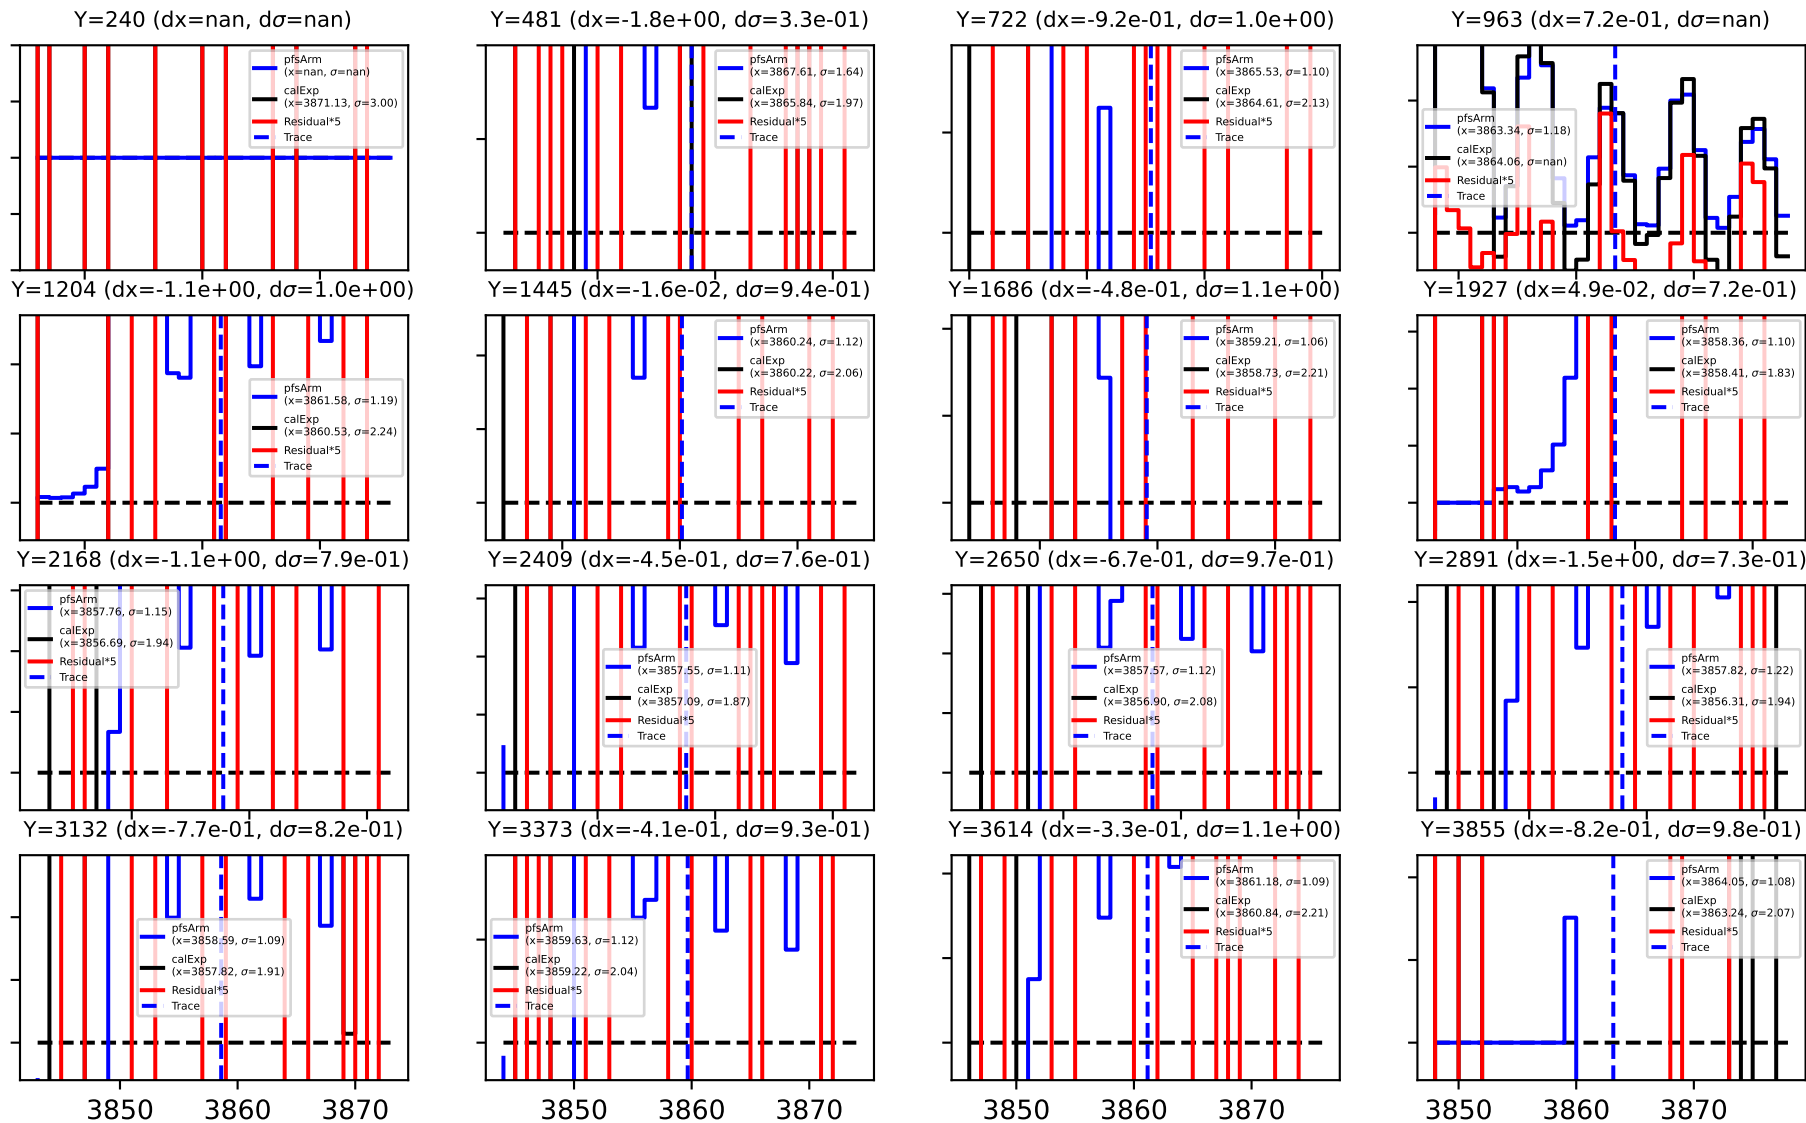 Y=240 (dx=nan, dσ=nan)
pfsArm
(x=nan, σ=nan)
calExp
(x=3871.13, σ=3.00)
Residual*5
Trace
Y=481 (dx=-1.8e+00, dσ=3.3e-01)
pfsArm
(x=3867.61, σ=1.64)
calExp
(x=3865.84, σ=1.97)
Residual*5
Trace
Y=722 (dx=-9.2e-01, dσ=1.0e+00)
pfsArm
(x=3865.53, σ=1.10)
calExp
(x=3864.61, σ=2.13)
Residual*5
Trace
Y=963 (dx=7.2e-01, dσ=nan)
pfsArm
(x=3863.34, σ=1.18)
calExp
(x=3864.06, σ=nan)
Residual*5
Trace
Y=1204 (dx=-1.1e+00, dσ=1.0e+00)
pfsArm
(x=3861.58, σ=1.19)
calExp
(x=3860.53, σ=2.24)
Residual*5
Trace
Y=1445 (dx=-1.6e-02, dσ=9.4e-01)
pfsArm
(x=3860.24, σ=1.12)
calExp
(x=3860.22, σ=2.06)
Residual*5
Trace
Y=1686 (dx=-4.8e-01, dσ=1.1e+00)
pfsArm
(x=3859.21, σ=1.06)
calExp
(x=3858.73, σ=2.21)
Residual*5
Trace
Y=1927 (dx=4.9e-02, dσ=7.2e-01)
pfsArm
(x=3858.36, σ=1.10)
calExp
(x=3858.41, σ=1.83)
Residual*5
Trace
Y=2168 (dx=-1.1e+00, dσ=7.9e-01)
pfsArm
(x=3857.76, σ=1.15)
calExp
(x=3856.69, σ=1.94)
Residual*5
Trace
Y=2409 (dx=-4.5e-01, dσ=7.6e-01)
pfsArm
(x=3857.55, σ=1.11)
calExp
(x=3857.09, σ=1.87)
Residual*5
Trace
Y=2650 (dx=-6.7e-01, dσ=9.7e-01)
pfsArm
(x=3857.57, σ=1.12)
calExp
(x=3856.90, σ=2.08)
Residual*5
Trace
Y=2891 (dx=-1.5e+00, dσ=7.3e-01)
pfsArm
(x=3857.82, σ=1.22)
calExp
(x=3856.31, σ=1.94)
Residual*5
Trace
Y=3132 (dx=-7.7e-01, dσ=8.2e-01)
pfsArm
(x=3858.59, σ=1.09)
calExp
(x=3857.82, σ=1.91)
Residual*5
Trace
3850 3860 3870
Y=3373 (dx=-4.1e-01, dσ=9.3e-01)
pfsArm
(x=3859.63, σ=1.12)
calExp
(x=3859.22, σ=2.04)
Residual*5
Trace
3850 3860 3870
Y=3614 (dx=-3.3e-01, dσ=1.1e+00)
pfsArm
(x=3861.18, σ=1.09)
calExp
(x=3860.84, σ=2.21)
Residual*5
Trace
3850 3860 3870
Y=3855 (dx=-8.2e-01, dσ=9.8e-01)
pfsArm
(x=3864.05, σ=1.08)
calExp
(x=3863.24, σ=2.07)
Residual*5
Trace
3850 3860 3870